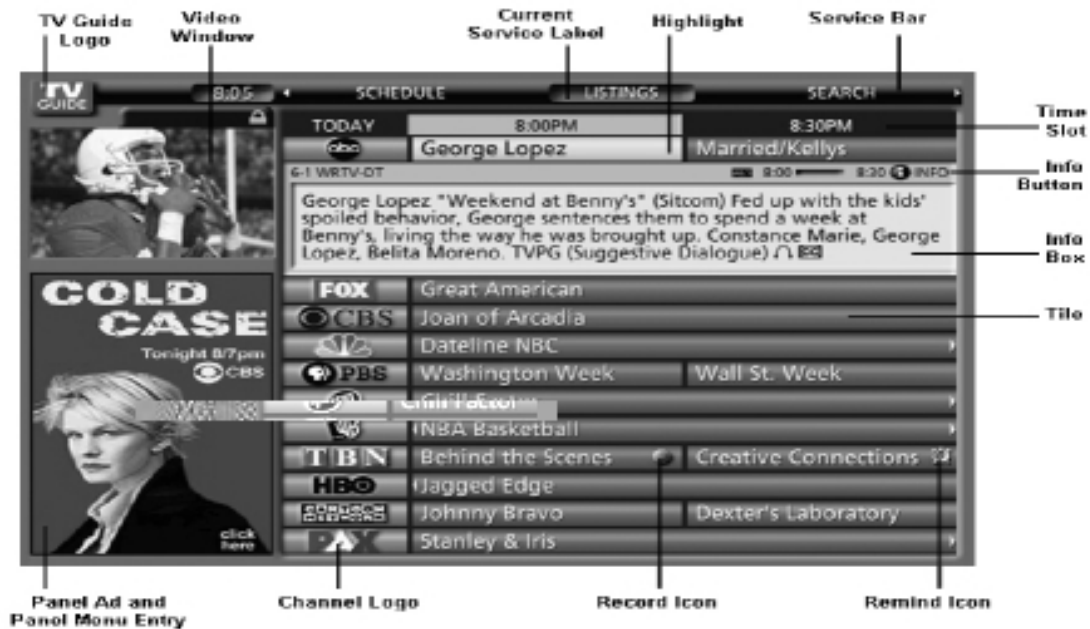 TV Guide Logo
Video Window
Current Service Label
Highlight
Service Bar
TV GUIDE
8:05
SCHEDULE
LISTINGS
SEARCH
TODAY
8:00PM
8:30PM
Time Slot
abc
George Lopez
Married/Kellys
6-1 WRTV-DT
8:00
8:30
INFO
Info Button
George Lopez "Weekend at Benny's" (Sitcom) Fed up with the kids'
spoiled behavior, George sentences them to spend a week at
Benny's, living the way he was brought up. Constance Marie, George
Lopez, Belita Moreno. TVPG (Suggestive Dialogue)
Info Box
COLD
CASE
Tonight 8/7pm
CBS
click
here
FOX
Great American
CBS
Joan of Arcadia
Tile
Dateline NBC
PBS
Washington Week
Wall St. Week
NBA Basketball
TBN
Behind the Scenes
Creative Connections
HBO
Jagged Edge
Johnny Bravo
Dexter's Laboratory
PAX
Stanley & Iris
Panel Ad and
Panel Menu Entry
Channel Logo
Record Icon
Remind Icon